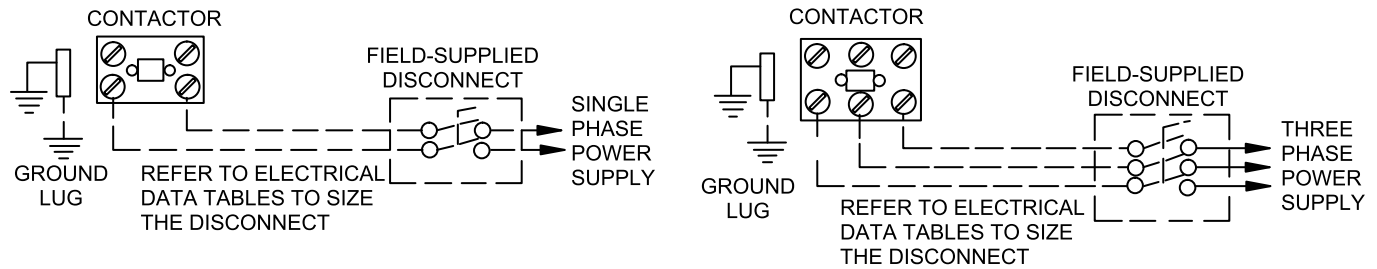 CONTACTOR
FIELD-SUPPLIED
DISCONNECT
SINGLE
PHASE
POWER
SUPPLY
GROUND
LUG
REFER TO ELECTRICAL
DATA TABLES TO SIZE
THE DISCONNECT
CONTACTOR
FIELD-SUPPLIED
DISCONNECT
THREE
PHASE
POWER
SUPPLY
GROUND
LUG
REFER TO ELECTRICAL
DATA TABLES TO SIZE
THE DISCONNECT